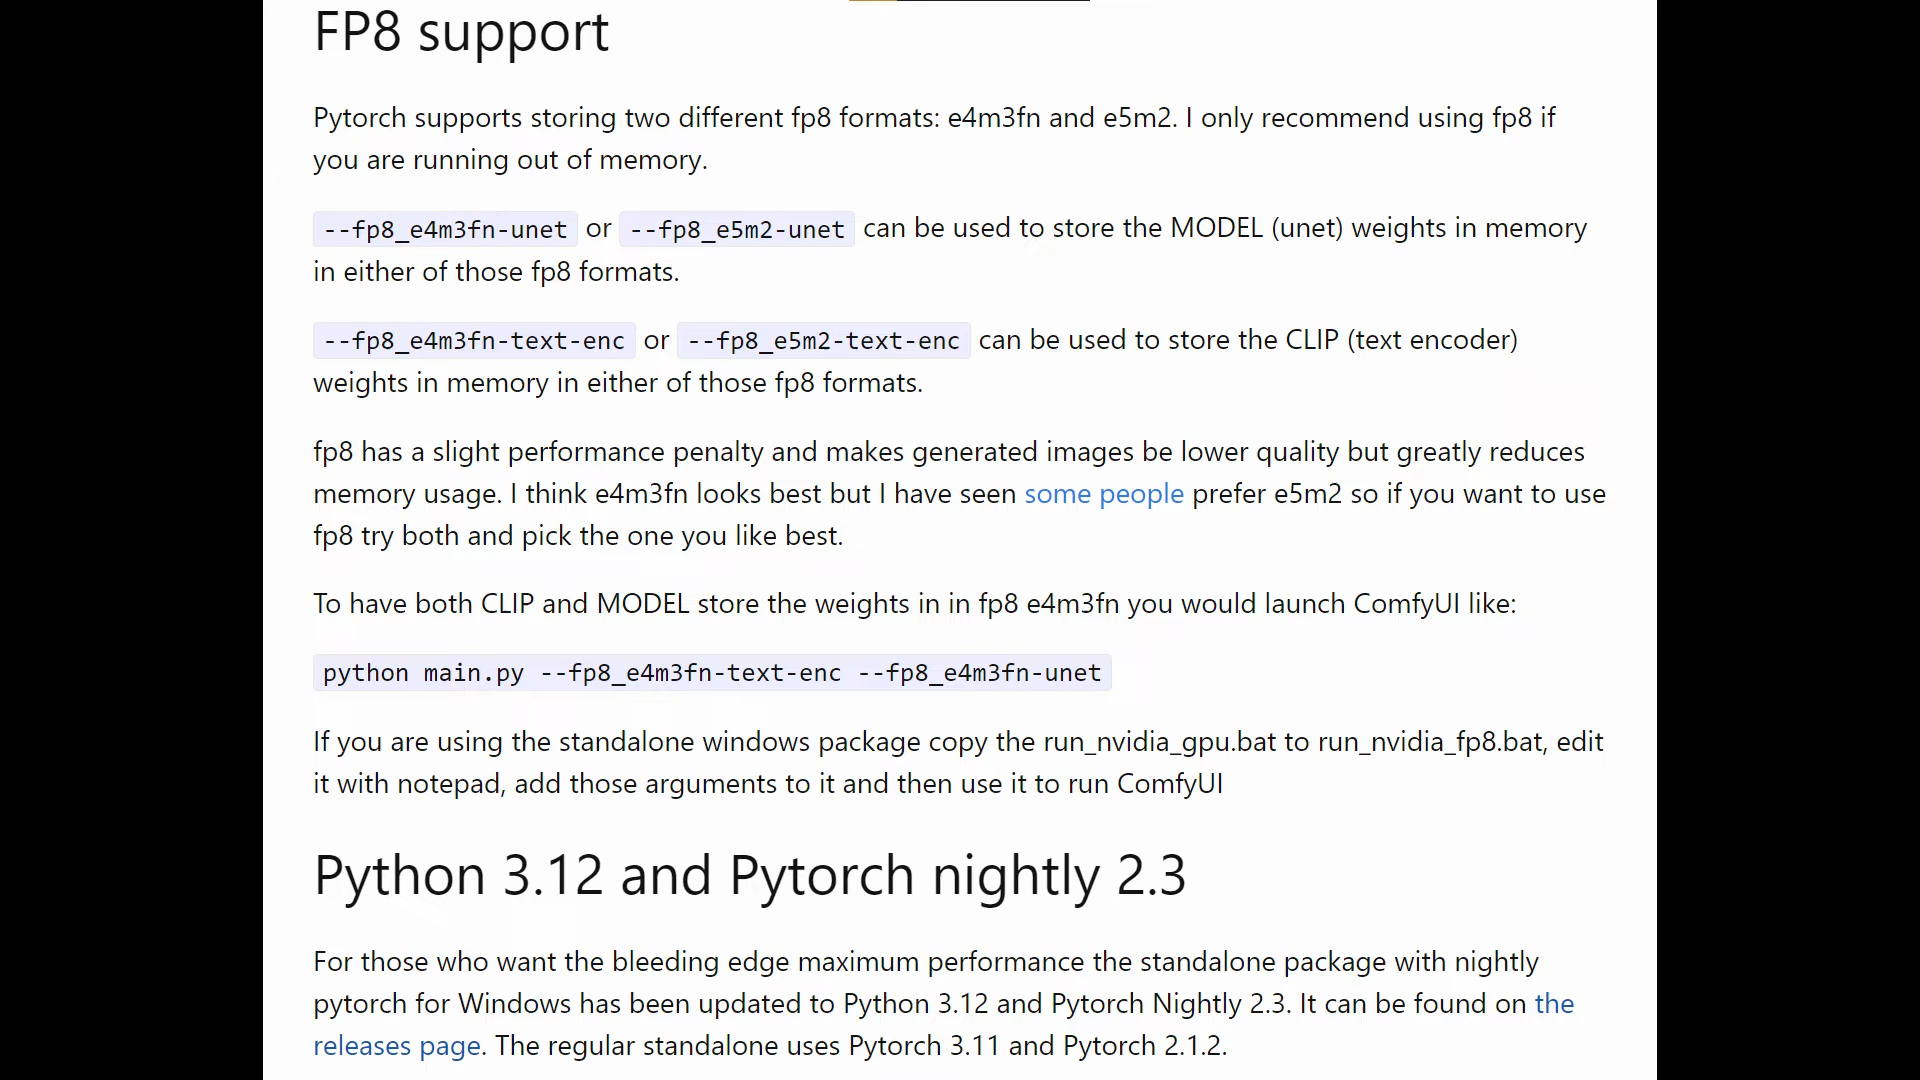 FP8 support
Pytorch supports storing two different fp8 formats: e4m3fn and e5m2. I only recommend using fp8 if
you are running out of memory.
--fp8_e4m3fn-unet or --fp8_e5m2-unet can be used to store the MODEL (unet) weights in memory
in either of those fp8 formats.
--fp8_e4m3fn-text-enc or --fp8_e5m2-text-enc can be used to store the CLIP (text encoder)
weights in memory in either of those fp8 formats.
fp8 has a slight performance penalty and makes generated images be lower quality but greatly reduces
memory usage. I think e4m3fn looks best but I have seen some people prefer e5m2 so if you want to use
fp8 try both and pick the one you like best.
To have both CLIP and MODEL store the weights in in fp8 e4m3fn you would launch ComfyUI like:
python main.py --fp8_e4m3fn-text-enc --fp8_e4m3fn-unet
If you are using the standalone windows package copy the run_nvidia_gpu.bat to run_nvidia_fp8.bat, edit
it with notepad, add those arguments to it and then use it to run ComfyUI
Python 3.12 and Pytorch nightly 2.3
For those who want the bleeding edge maximum performance the standalone package with nightly
pytorch for Windows has been updated to Python 3.12 and Pytorch Nightly 2.3. It can be found on the
releases page. The regular standalone uses Pytorch 3.11 and Pytorch 2.1.2.